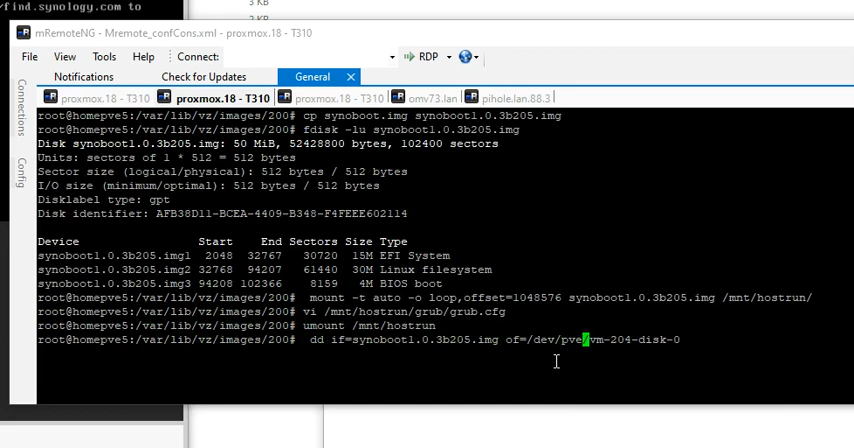 /find.synology.com to
3 KB
2 KB
mRemoteNG - Mremote_confCons.xml - proxmox.18 - T310
File View Tools Help Connect: RDP
Notifications Check for Updates General
Connections
Config
proxmox.18 - T310 proxmox.18 - T310 proxmox.18 - T310 omv73.lan pihole.lan.88.3
root@homepve5:/var/lib/vz/images/200# cp synoboot.img synoboot1.0.3b205.img
root@homepve5:/var/lib/vz/images/200# fdisk -lu synoboot1.0.3b205.img
Disk synoboot1.0.3b205.img: 50 MiB, 52428800 bytes, 102400 sectors
Units: sectors of 1 * 512 = 512 bytes
Sector size (logical/physical): 512 bytes / 512 bytes
I/O size (minimum/optimal): 512 bytes / 512 bytes
Disklabel type: gpt
Disk identifier: AFB38D11-BCEA-4409-B348-F4FEEE602114
Device Start End Sectors Size Type
synoboot1.0.3b205.img1 2048 32767 30720 15M EFI System
synoboot1.0.3b205.img2 32768 94207 61440 30M Linux filesystem
synoboot1.0.3b205.img3 94208 102366 8159 4M BIOS boot
root@homepve5:/var/lib/vz/images/200# mount -t auto -o loop,offset=1048576 synoboot1.0.3b205.img /mnt/hostrun/
root@homepve5:/var/lib/vz/images/200# vi /mnt/hostrun/grub/grub.cfg
root@homepve5:/var/lib/vz/images/200# umount /mnt/hostrun
root@homepve5:/var/lib/vz/images/200# dd if=synoboot1.0.3b205.img of=/dev/pve/vm-204-disk-0